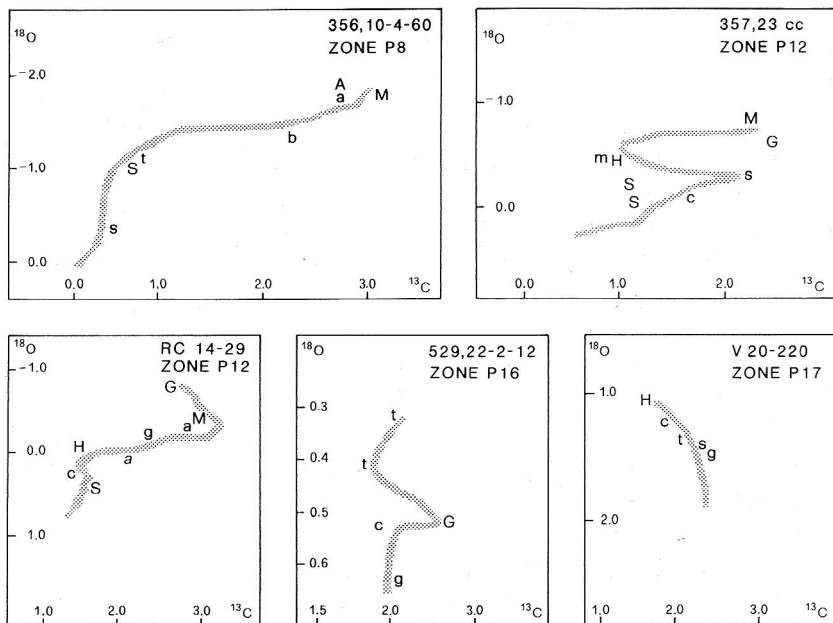 356,10-4-60
ZONE P8
18O
-2.0
-1.0
0.0
A
a
M
b
t
S
s
0.0
1.0
2.0
3.0
13C
357,23 cc
ZONE P12
18O
-1.0
0.0
M
G
m H
s
S
S
c
0.0
1.0
2.0
13C
RC 14-29
ZONE P12
18O
-1.0
0.0
1.0
G
M
a
g
H
a
c
S
1.0
2.0
3.0
13C
529,22-2-12
ZONE P16
18O
0.3
0.4
0.5
0.6
t
t
G
c
g
1.5
2.0
3.0
13C
V 20-220
ZONE P17
18O
1.0
2.0
H
c
t
s
g
1.0
2.0
3.0
13C